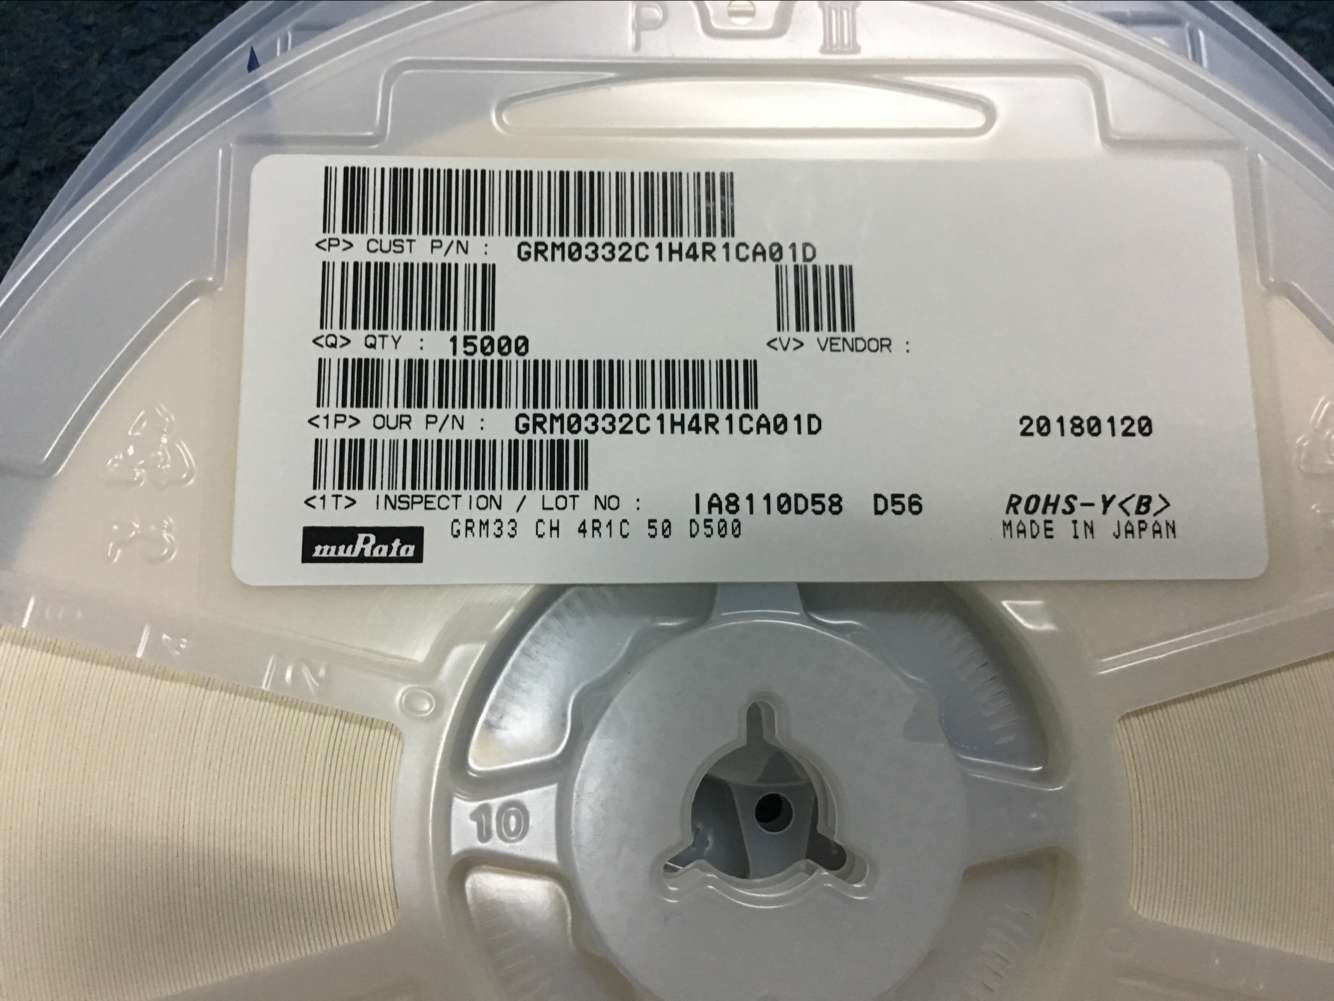 P
<P> CUST P/N : GRM0332C1H4R1CA01D
<Q> QTY : 15000
<V> VENDOR :
<1P> OUR P/N : GRM0332C1H4R1CA01D
20180120
<1T> INSPECTION / LOT NO : IA8110D58 D56
ROHS-Y<B>
muRata
GRM33 CH 4R1C 50 D500
MADE IN JAPAN
PS
10